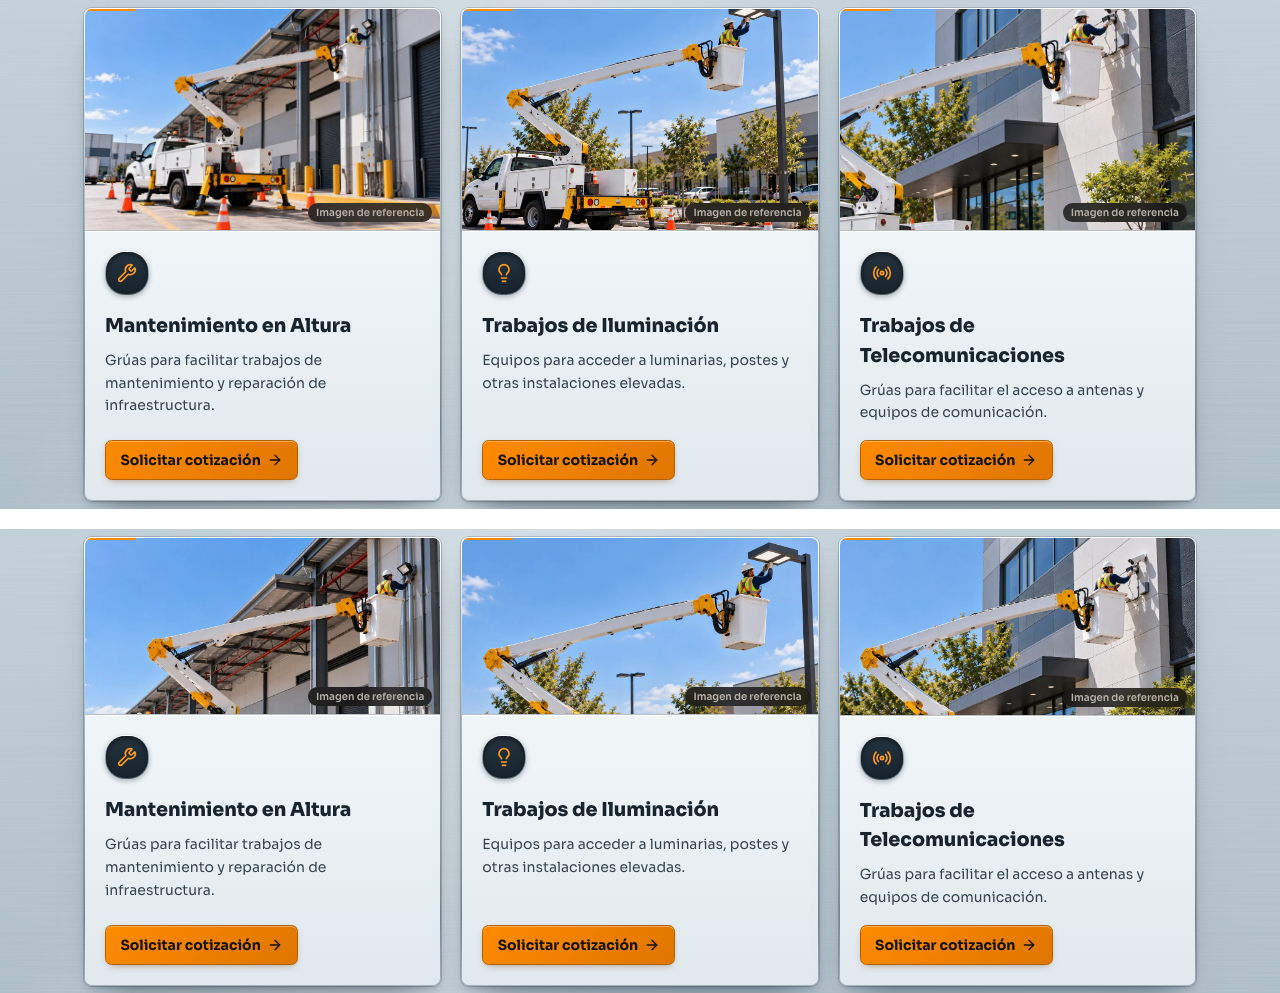 Imagen de referencia
Imagen de referencia
Imagen de referencia
Mantenimiento en Altura
Grúas para facilitar trabajos de
mantenimiento y reparación de
infraestructura.
Solicitar cotización →
Trabajos de Iluminación
Equipos para acceder a luminarias, postes y
otras instalaciones elevadas.
Solicitar cotización →
Trabajos de
Telecomunicaciones
Grúas para facilitar el acceso a antenas y
equipos de comunicación.
Solicitar cotización →
Imagen de referencia
Imagen de referencia
Imagen de referencia
Mantenimiento en Altura
Grúas para facilitar trabajos de
mantenimiento y reparación de
infraestructura.
Solicitar cotización →
Trabajos de Iluminación
Equipos para acceder a luminarias, postes y
otras instalaciones elevadas.
Solicitar cotización →
Trabajos de
Telecomunicaciones
Grúas para facilitar el acceso a antenas y
equipos de comunicación.
Solicitar cotización →